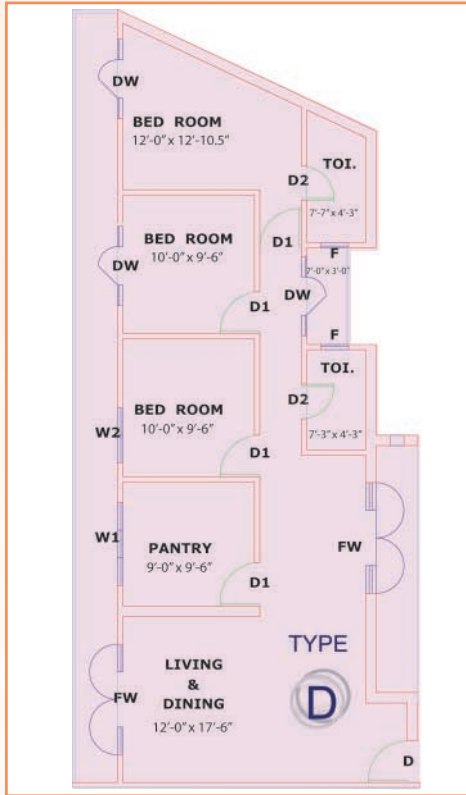 DW
BED ROOM
12'-0" x 12'-10.5"
TOI.
D2
7'-7" x 4'-3"
BED ROOM
10'-0" x 9'-6"
D1
F
7'-0" x 3'-0"
DW
DW
D1
F
TOI.
BED ROOM
10'-0" x 9'-6"
D2
7'-3" x 4'-3"
W2
D1
W1
PANTRY
9'-0" x 9'-6"
FW
D1
TYPE
D
LIVING
&
DINING
12'-0" x 17'-6"
FW
D